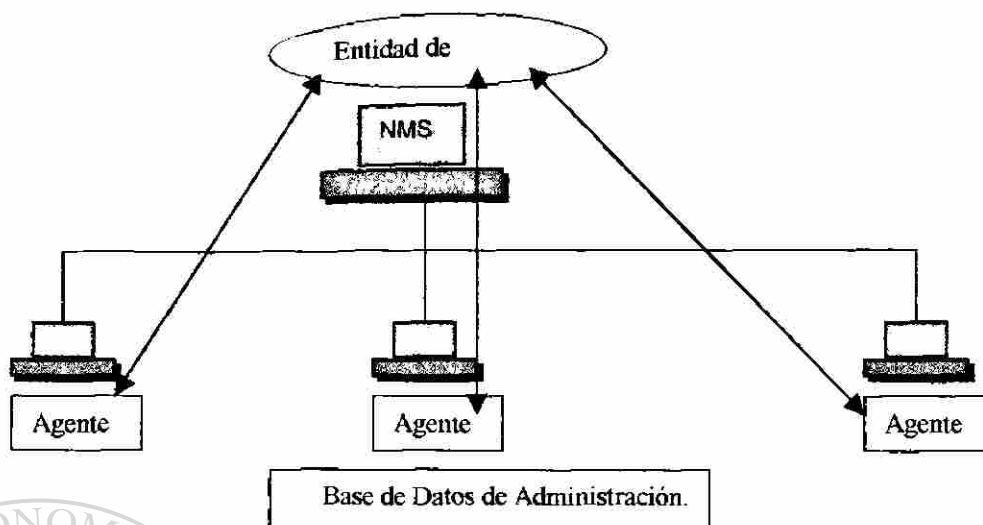 Entidad de
NMS
Agente
Agente
Agente
Base de Datos de Administración.